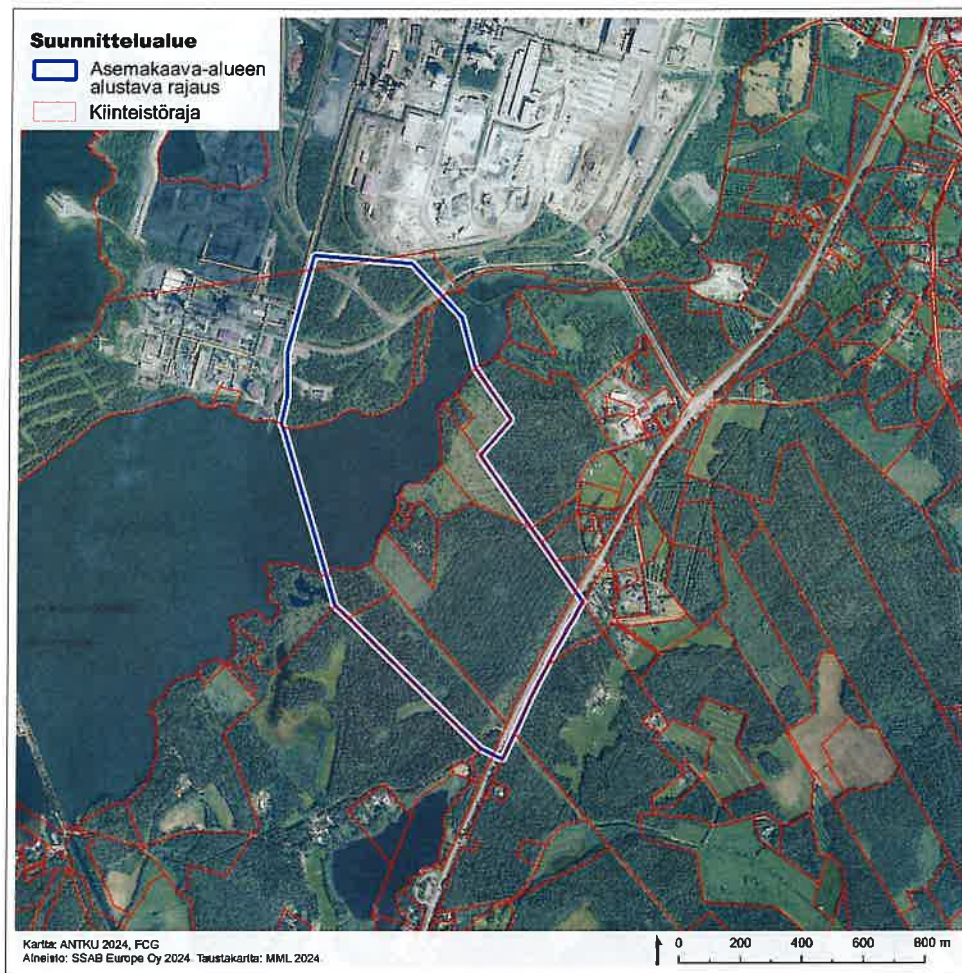 Suunnittelualue
Asemakaava-alueen
alustava rajaus
Kiinteistöraja
Kartta: ANTKU 2024, FCG
Aineisto: SSAB Europe Oy 2024 Taustakartta: MML 2024
0 200 400 600 800 m